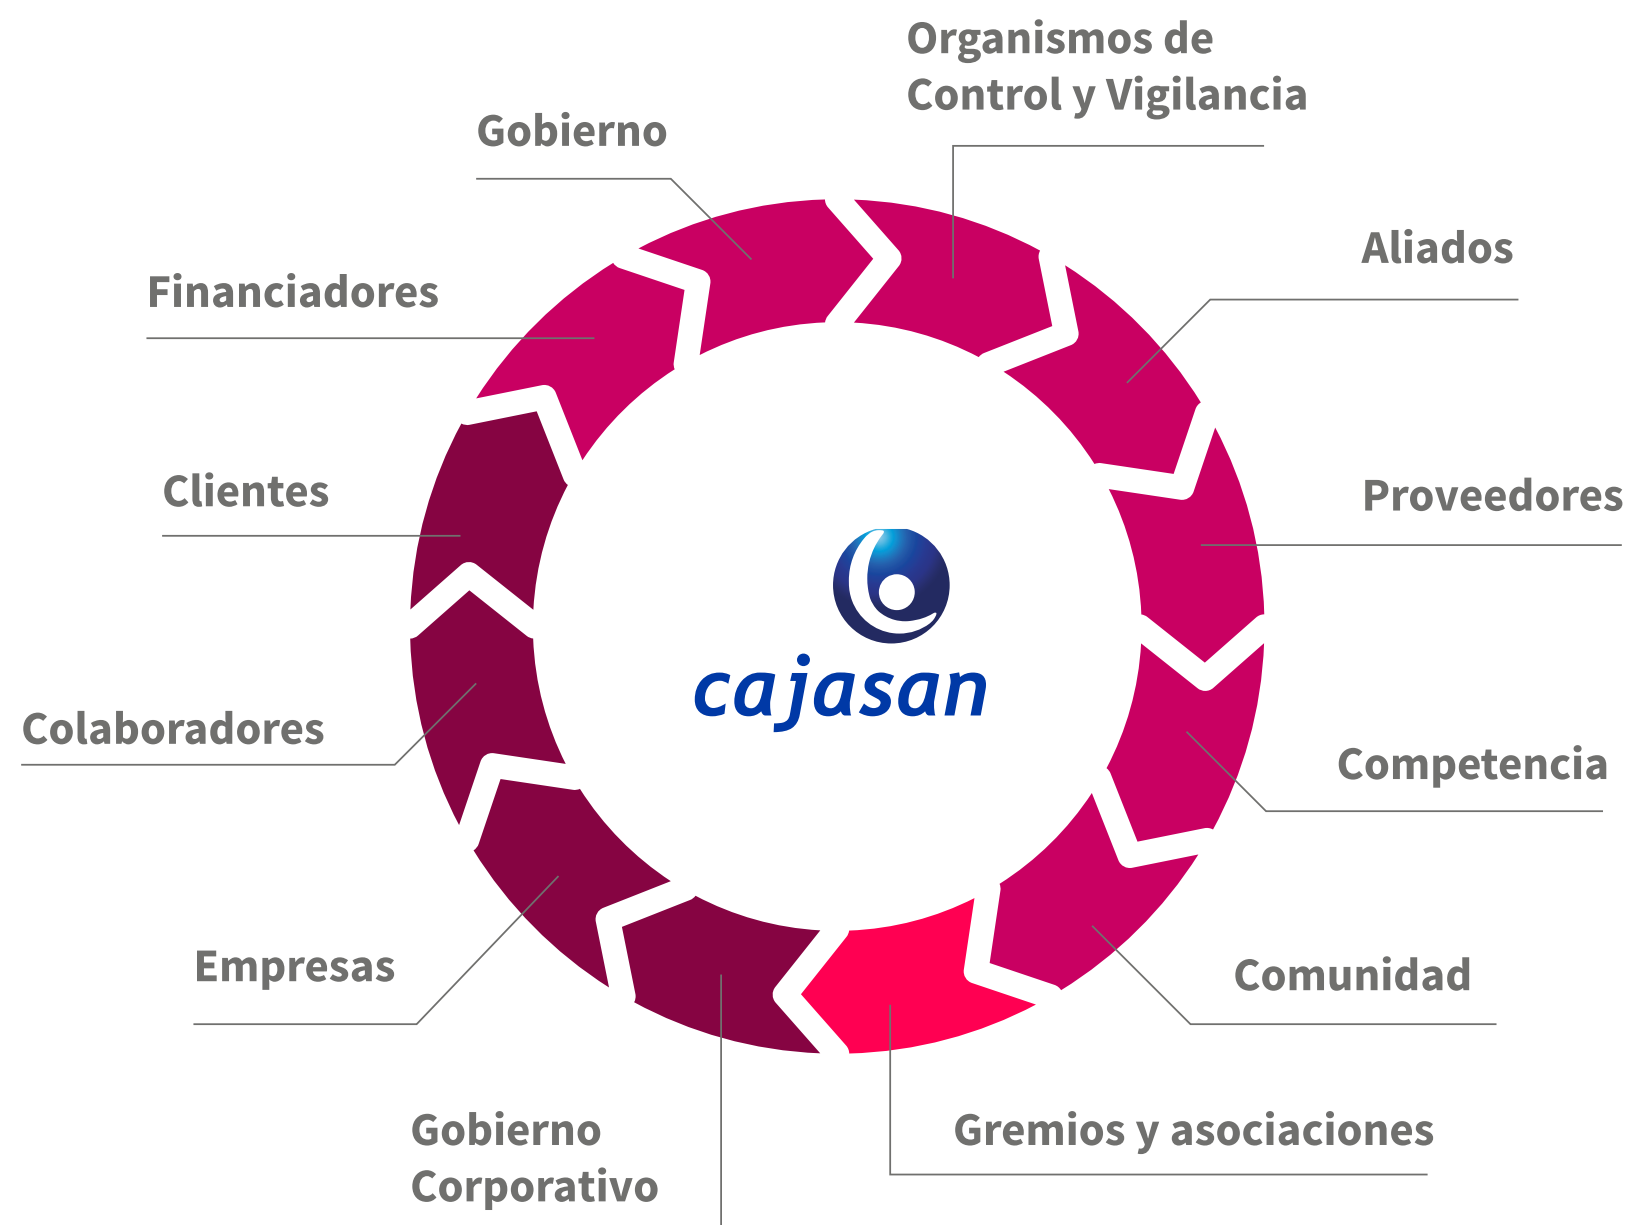 Organismos de
Control y Vigilancia
Gobierno
Aliados
Financiadores
Clientes
Proveedores
cajasan
Colaboradores
Competencia
Empresas
Comunidad
Gobierno
Corporativo
Gremios y asociaciones